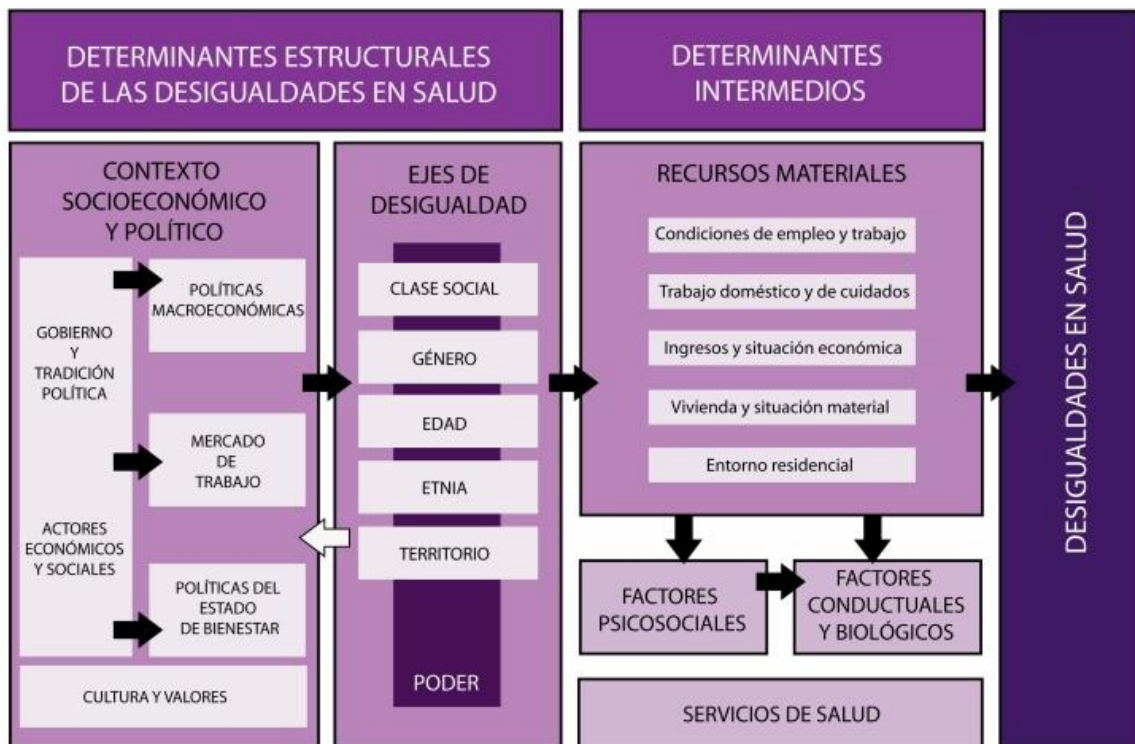 DETERMINANTES ESTRUCTURALES
DE LAS DESIGUALDADES EN SALUD
CONTEXTO
SOCIOECONÓMICO
Y POLÍTICO
GOBIERNO
Y
TRADICIÓN
POLÍTICA
ACTORES
ECONÓMICOS
Y SOCIALES
POLÍTICAS
MACROECONÓMICAS
MERCADO
DE
TRABAJO
POLÍTICAS DEL
ESTADO
DE BIENESTAR
CULTURA Y VALORES
EJES DE
DESIGUALDAD
CLASE SOCIAL
GÉNERO
EDAD
ETNIA
TERRITORIO
PODER
DETERMINANTES
INTERMEDIOS
RECURSOS MATERIALES
Condiciones de empleo y trabajo
Trabajo doméstico y de cuidados
Ingresos y situación económica
Vivienda y situación material
Entorno residencial
FACTORES
PSICOSOCIALES
FACTORES
CONDUCTUALES
Y BIOLÓGICOS
SERVICIOS DE SALUD
DESIGUALDADES EN SALUD